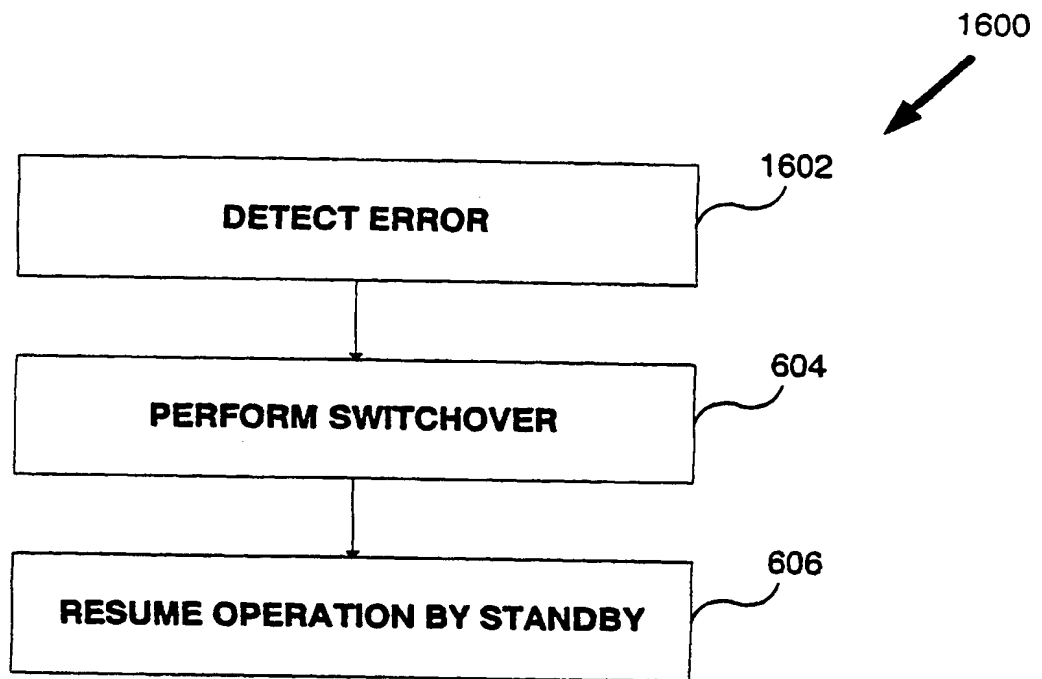 1600
1602
DETECT ERROR
604
PERFORM SWITCHOVER
606
RESUME OPERATION BY STANDBY